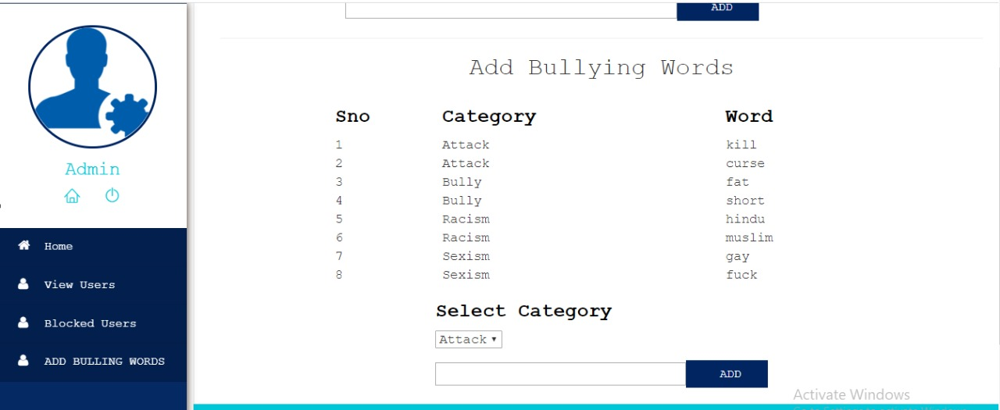 ADD
Add Bullying Words
Sno Category Word
1 Attack kill
2 Attack curse
3 Bully fat
4 Bully short
5 Racism hindu
6 Racism muslim
7 Sexism gay
8 Sexism fuck
Select Category
Attack
ADD
Admin
Home
View Users
Blocked Users
ADD BULLING WORDS
Activate Windows